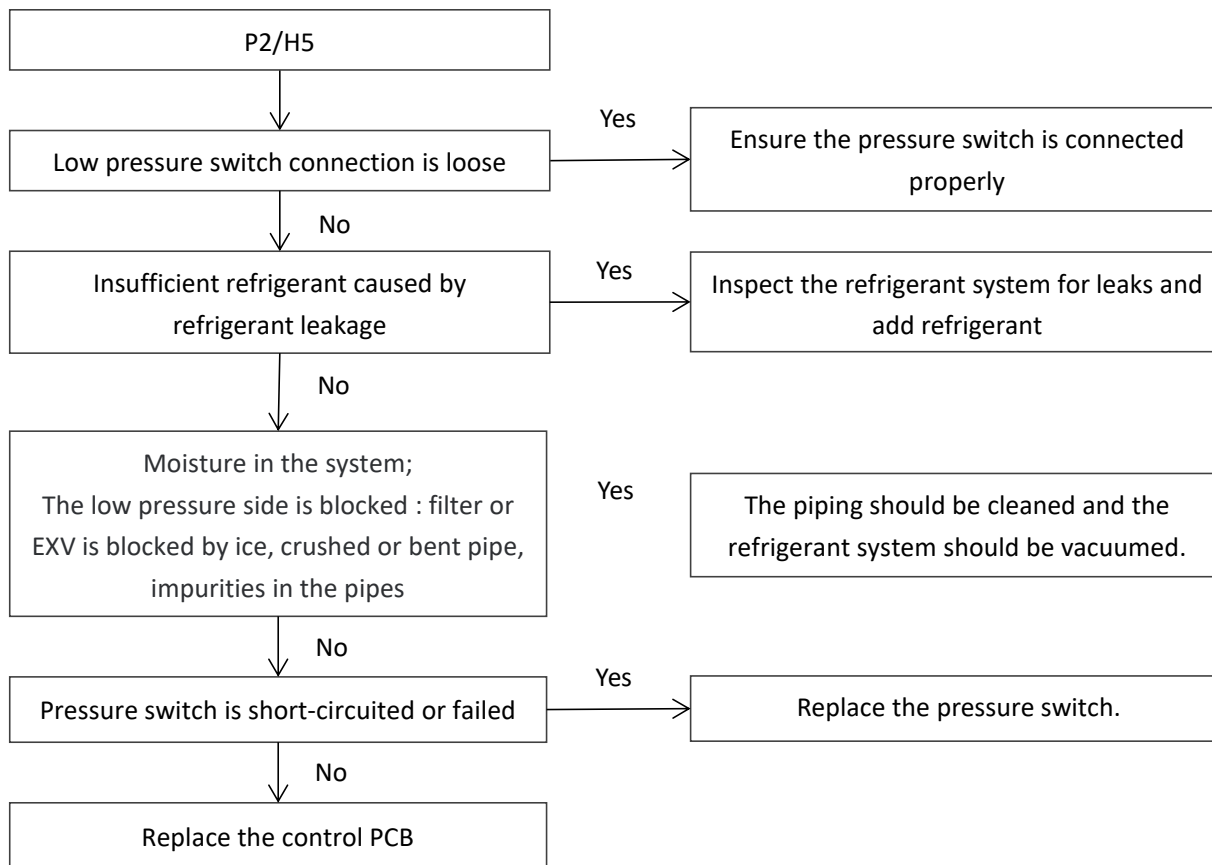 P2/H5
Yes
Low pressure switch connection is loose
Ensure the pressure switch is connected
properly
No
Insufficient refrigerant caused by
refrigerant leakage
Yes
Inspect the refrigerant system for leaks and
add refrigerant
No
Moisture in the system;
The low pressure side is blocked : filter or
EXV is blocked by ice, crushed or bent pipe,
impurities in the pipes
Yes
The piping should be cleaned and the
refrigerant system should be vacuumed.
No
Pressure switch is short-circuited or failed
Yes
Replace the pressure switch.
No
Replace the control PCB